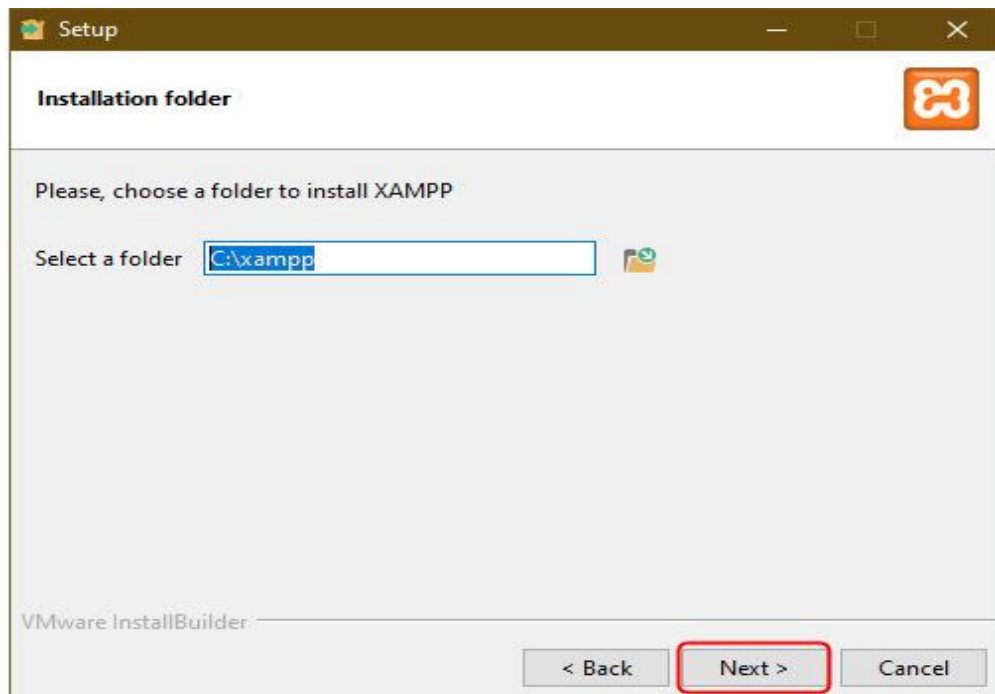 Setup
Installation folder
Please, choose a folder to install XAMPP
Select a folder C:\xampp
VMware InstallBuilder
< Back Next > Cancel